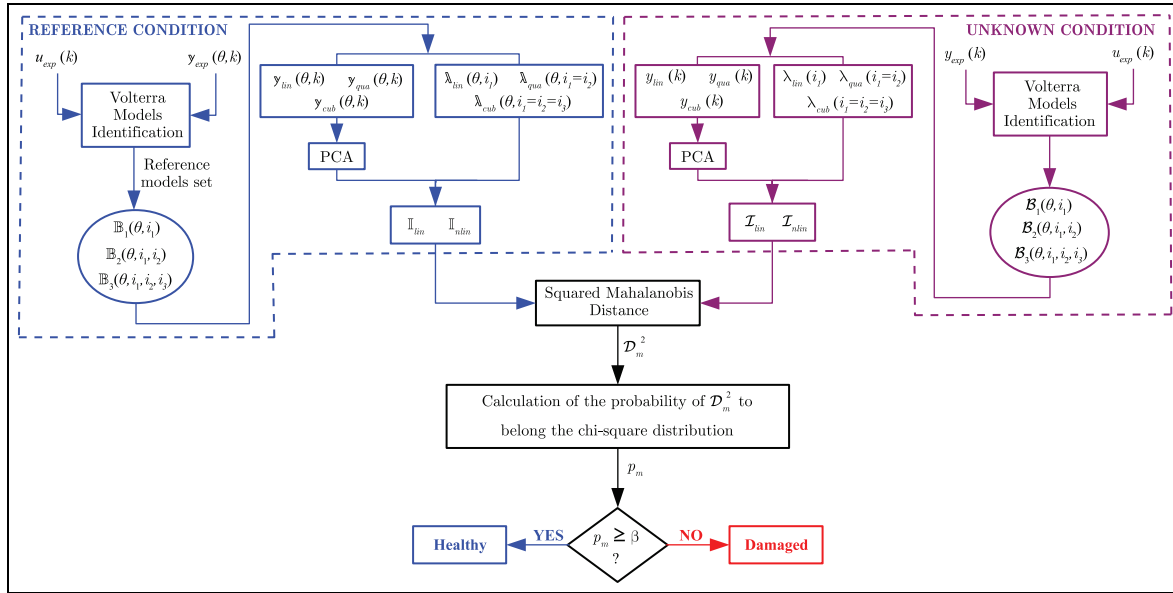 REFERENCE CONDITION
u_exp(k)
𝕪_exp(θ,k)
Volterra
Models
Identification
Reference
models set
𝔹₁(θ,i₁)
𝔹₂(θ,i₁,i₂)
𝔹₃(θ,i₁,i₂,i₃)
𝕪_lin(θ,k) 𝕪_qua(θ,k)
𝕪_cub(θ,k)
PCA
𝕀_lin 𝕀_nlin
λ_lin(θ,i₁) λ_qua(θ,i₁=i₂)
λ_cub(θ,i₁=i₂=i₃)
UNKNOWN CONDITION
y_lin(k) y_qua(k)
y_cub(k)
PCA
λ_lin(i₁) λ_qua(i₁=i₂)
λ_cub(i₁=i₂=i₃)
ℐ_lin ℐ_nlin
y_exp(k)
u_exp(k)
Volterra
Models
Identification
ℬ₁(θ,i₁)
ℬ₂(θ,i₁,i₂)
ℬ₃(θ,i₁,i₂,i₃)
Squared Mahalanobis
Distance
𝒟_m²
Calculation of the probability of 𝒟_m² to
belong the chi-square distribution
p_m
p_m ≥ β
?
YES
Healthy
NO
Damaged